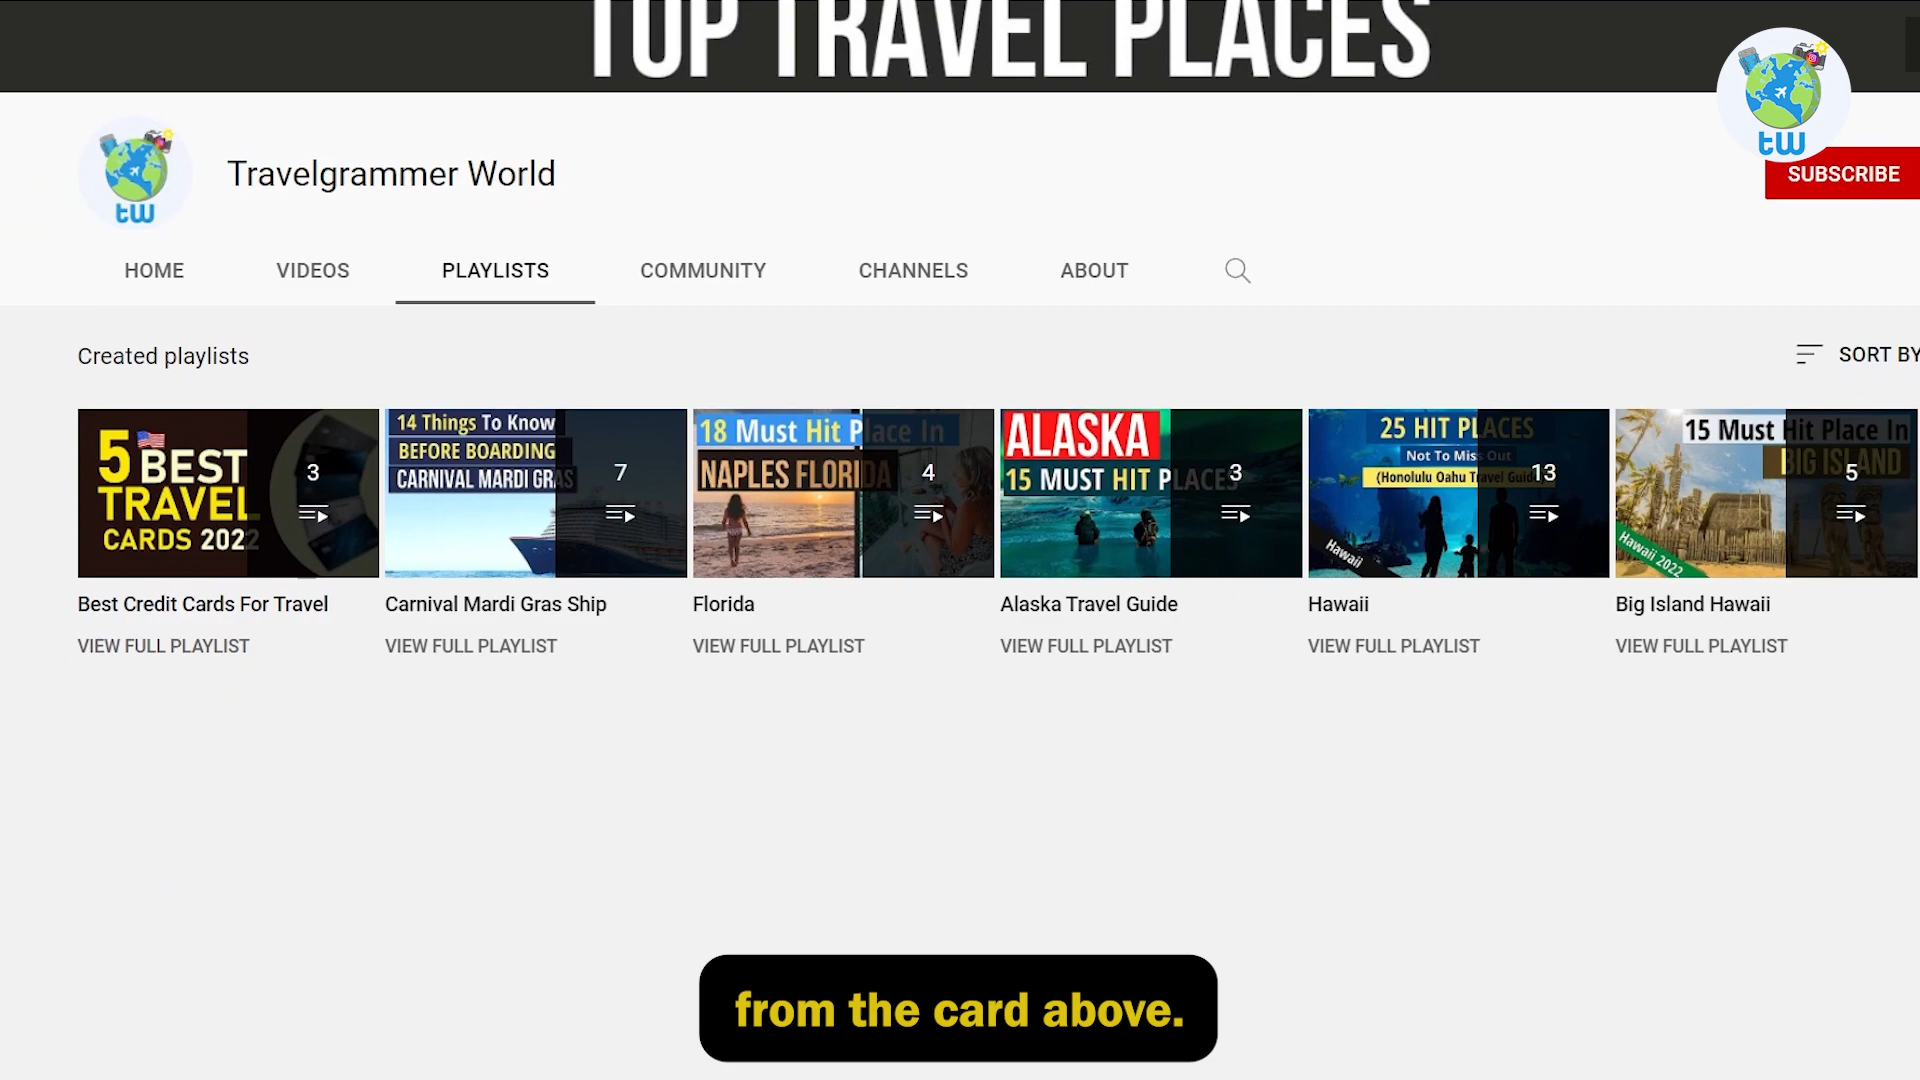 TOP TRAVEL PLACES
tw
tw
Travelgrammer World
SUBSCRIBE
HOME
VIDEOS
PLAYLISTS
COMMUNITY
CHANNELS
ABOUT
Created playlists
SORT BY
5 BEST
TRAVEL
CARDS 2022
3
14 Things To Know
BEFORE BOARDING
CARNIVAL MARDI GRAS
7
18 Must Hit Place In
NAPLES FLORIDA
4
ALASKA
15 MUST HIT PLACES
3
25 HIT PLACES
Not To Miss Out
(Honolulu Oahu Travel Guide)
13
Hawaii
15 Must Hit Place In
BIG ISLAND
5
Hawaii 2022
Best Credit Cards For Travel
Carnival Mardi Gras Ship
Florida
Alaska Travel Guide
Hawaii
Big Island Hawaii
VIEW FULL PLAYLIST
VIEW FULL PLAYLIST
VIEW FULL PLAYLIST
VIEW FULL PLAYLIST
VIEW FULL PLAYLIST
VIEW FULL PLAYLIST
from the card above.